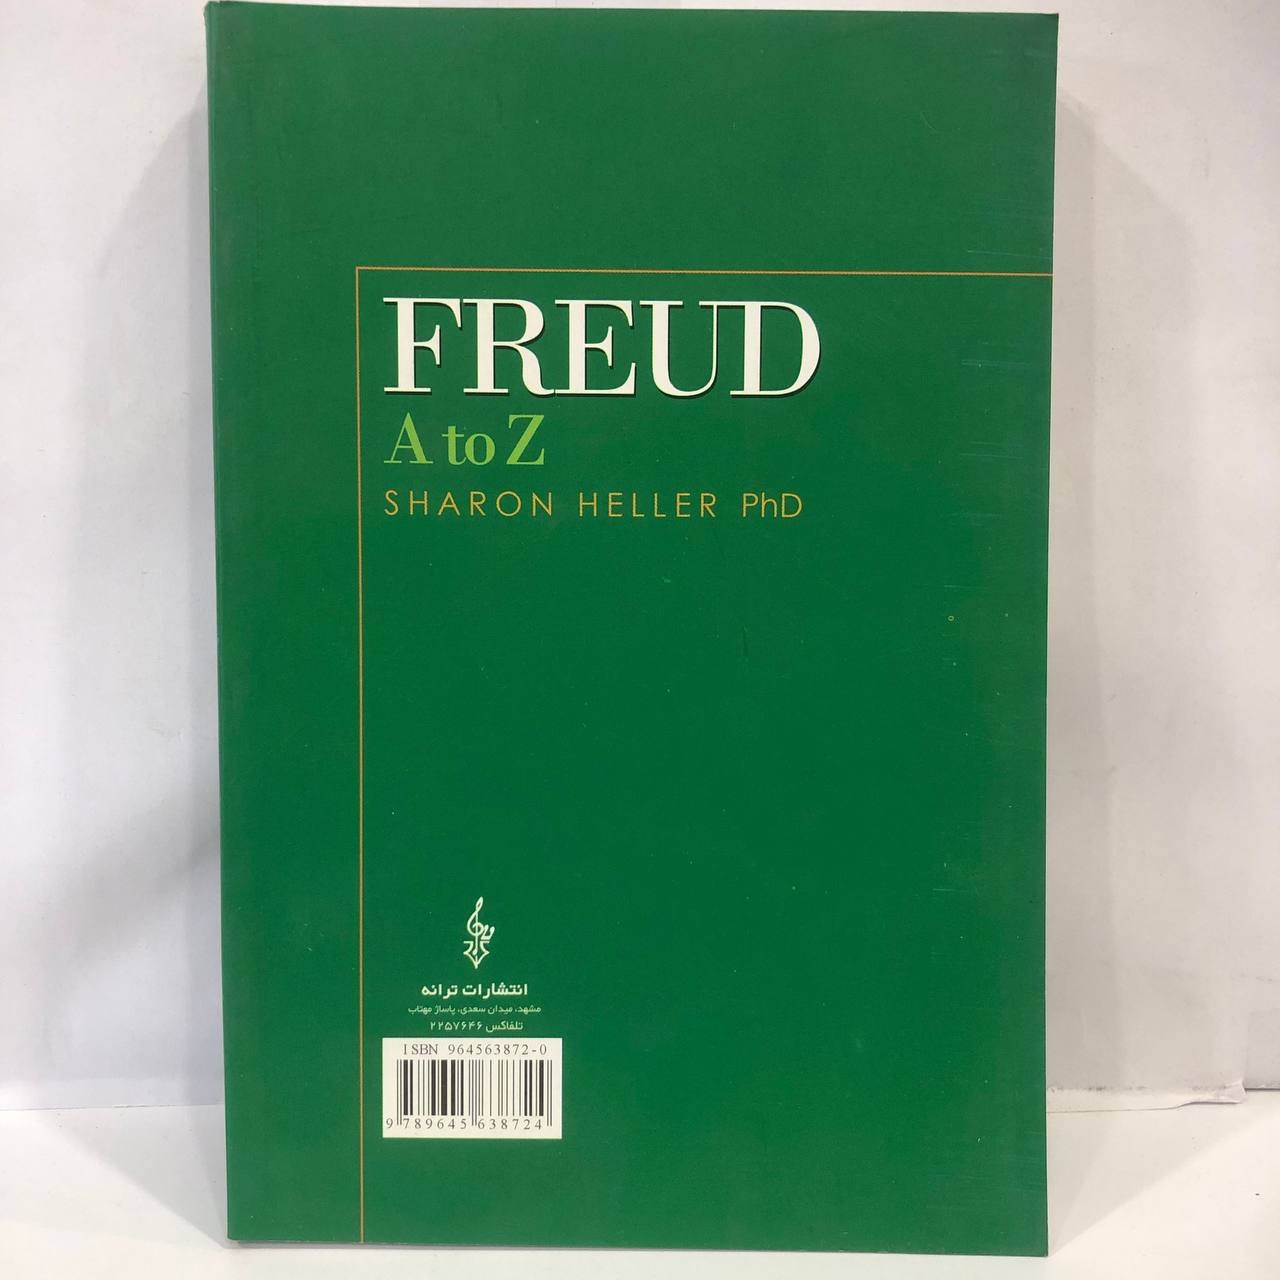 FREUD
A to Z
SHARON HELLER PhD
انتشارات ترانه
مشهد، میدان سعدی، پاساژ مهتاب
تلفاکس ۲۲۵۷۶۴۶
ISBN 964563872-0
9 789645 638724